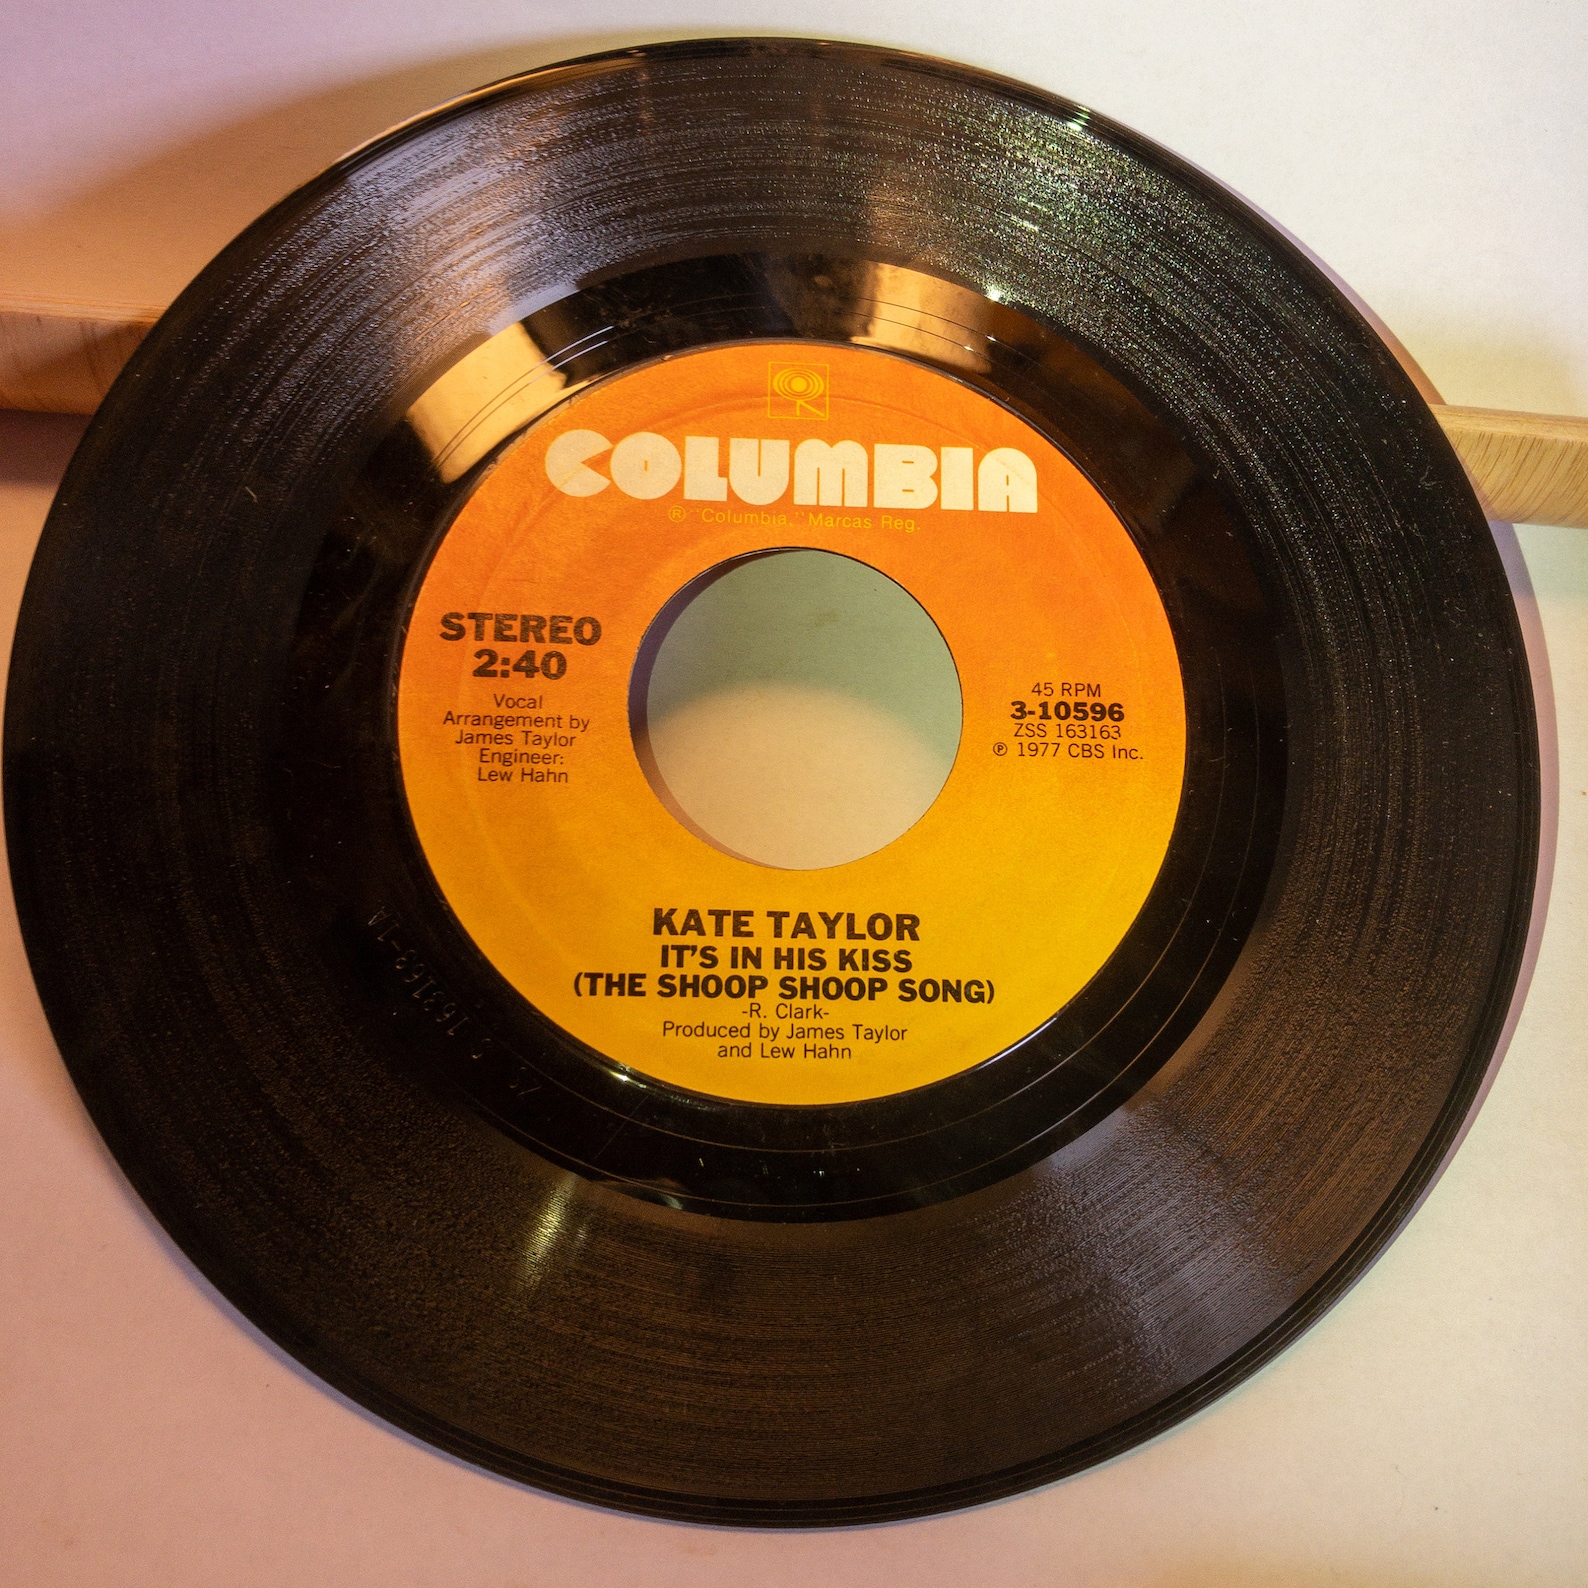 COLUMBIA
® "Columbia," Marcas Reg.
STEREO
2:40
Vocal
Arrangement by
James Taylor
Engineer:
Lew Hahn
45 RPM
3-10596
ZSS 163163
℗ 1977 CBS Inc.
KATE TAYLOR
IT'S IN HIS KISS
(THE SHOOP SHOOP SONG)
-R. Clark-
Produced by James Taylor
and Lew Hahn
163163-1A